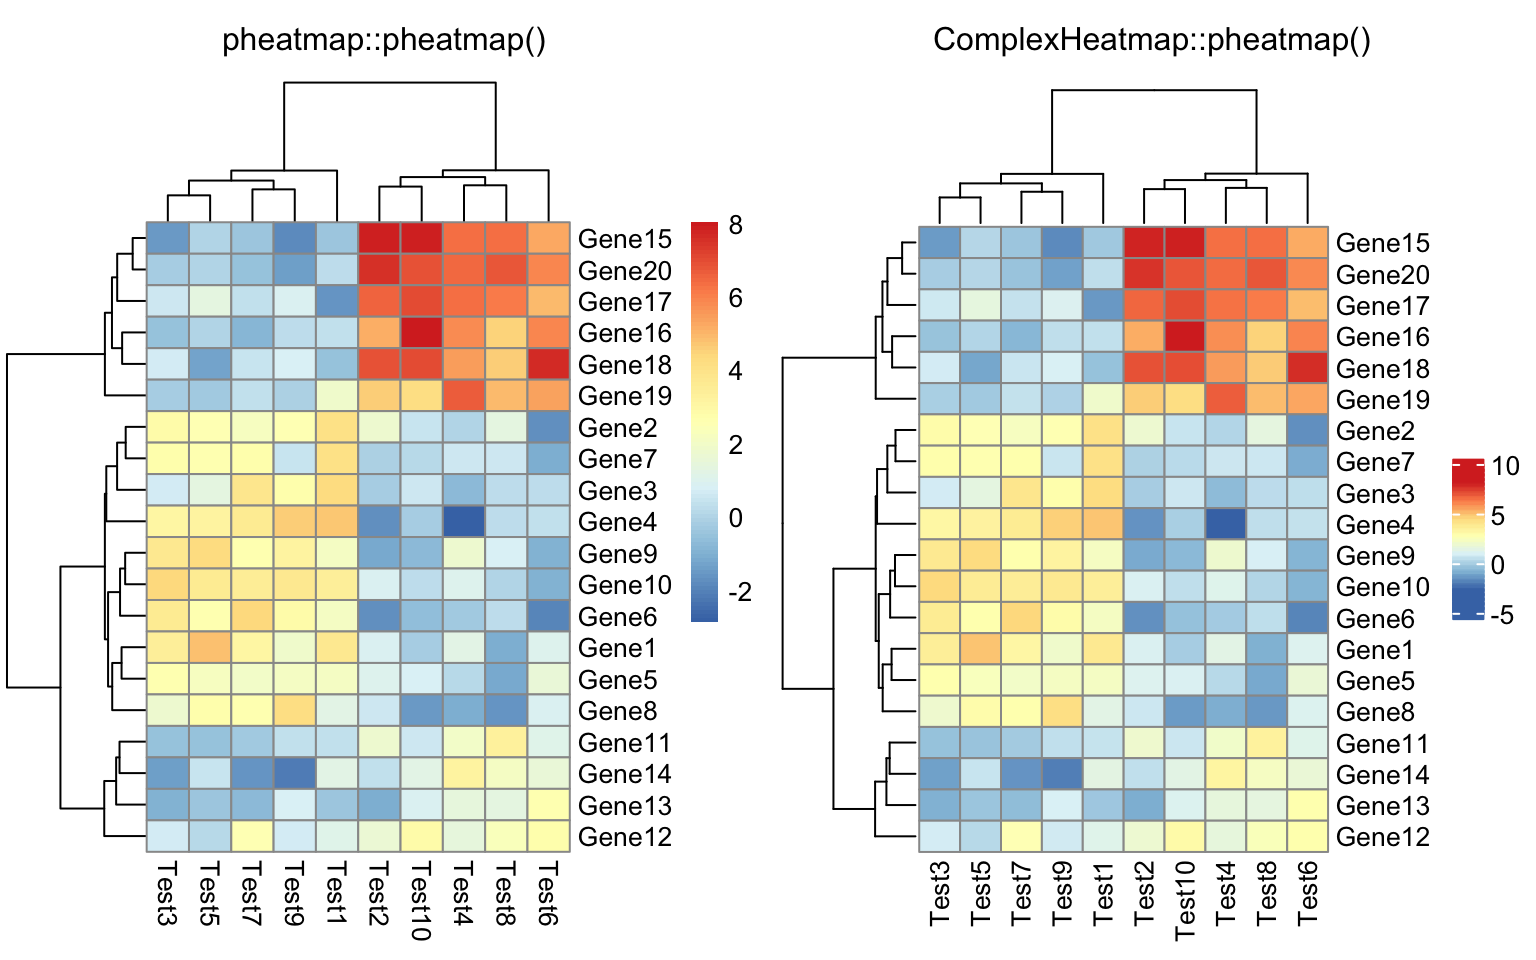 pheatmap::pheatmap()
Gene15
Gene20
Gene17
Gene16
Gene18
Gene19
Gene2
Gene7
Gene3
Gene4
Gene9
Gene10
Gene6
Gene1
Gene5
Gene8
Gene11
Gene14
Gene13
Gene12
8
6
4
2
0
-2
Test3
Test5
Test7
Test9
Test1
Test2
Test10
Test4
Test8
Test6
ComplexHeatmap::pheatmap()
Gene15
Gene20
Gene17
Gene16
Gene18
Gene19
Gene2
Gene7
Gene3
Gene4
Gene9
Gene10
Gene6
Gene1
Gene5
Gene8
Gene11
Gene14
Gene13
Gene12
10
5
0
-5
Test3
Test5
Test7
Test9
Test1
Test2
Test10
Test4
Test8
Test6